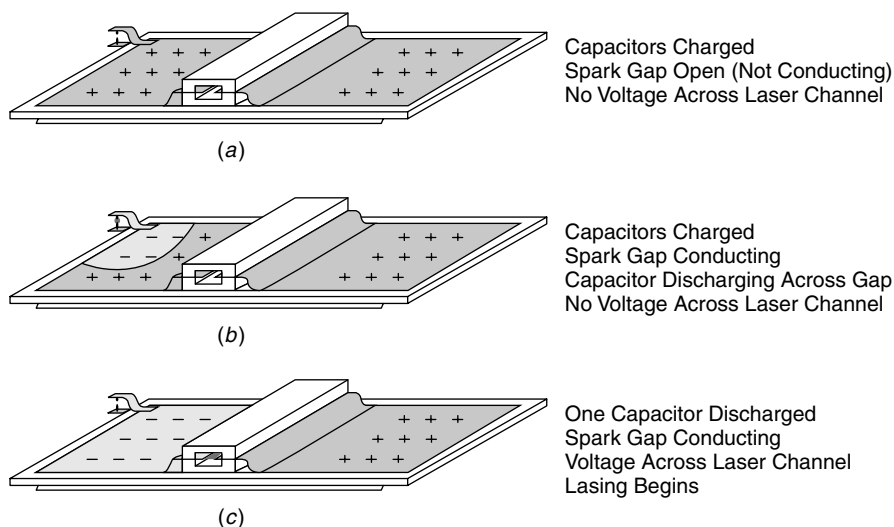 Capacitors Charged
Spark Gap Open (Not Conducting)
No Voltage Across Laser Channel
(a)
Capacitors Charged
Spark Gap Conducting
Capacitor Discharging Across Gap
No Voltage Across Laser Channel
(b)
One Capacitor Discharged
Spark Gap Conducting
Voltage Across Laser Channel
Lasing Begins
(c)